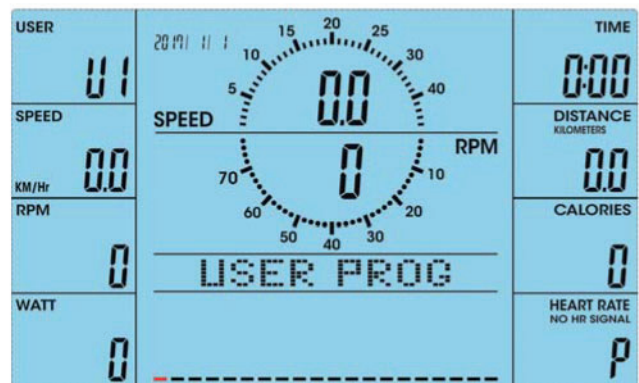 USER
U1
SPEED
KM/Hr 0.0
RPM
0
WATT
0
2017/ 1/ 1
5 10 15 20 25 30 40
SPEED 0.0
RPM 0
10 20 30 40 50 60 70
USER PROG
TIME
0:00
DISTANCE
KILOMETERS
0.0
CALORIES
0
HEART RATE
NO HR SIGNAL
P